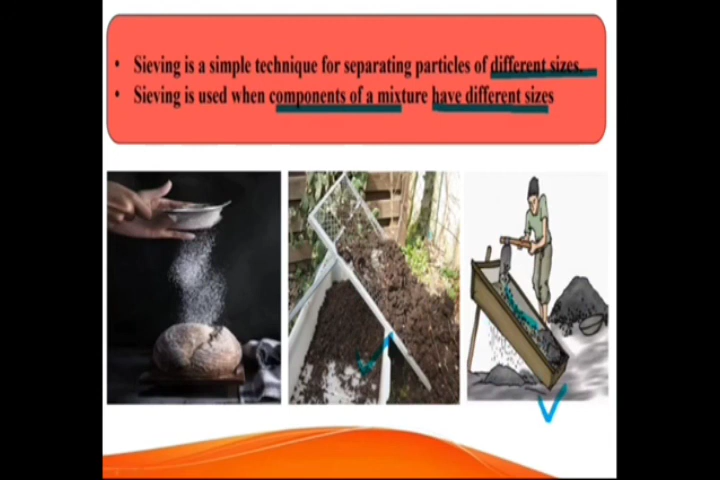 • Sieving is a simple technique for separating particles of different sizes.
• Sieving is used when components of a mixture have different sizes